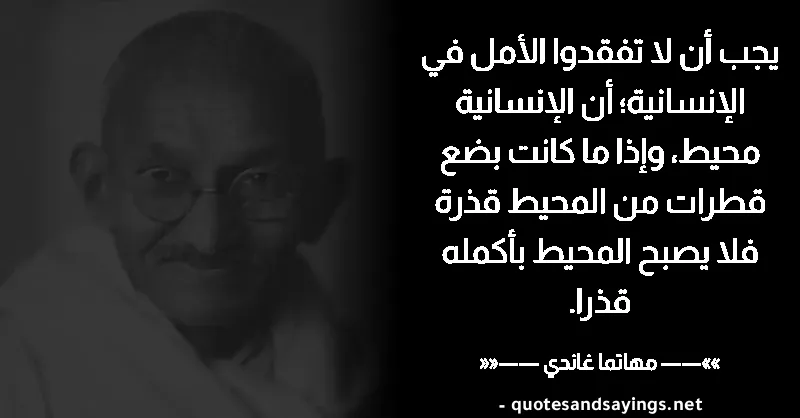 يجب أن لا تفقدوا الأمل في
الإنسانية؛ أن الإنسانية
محيط، وإذا ما كانت بضع
قطرات من المحيط قذرة
فلا يصبح المحيط بأكمله
قذرا.
»»—— مهاتما غاندي ——««
- quotesandsayings.net